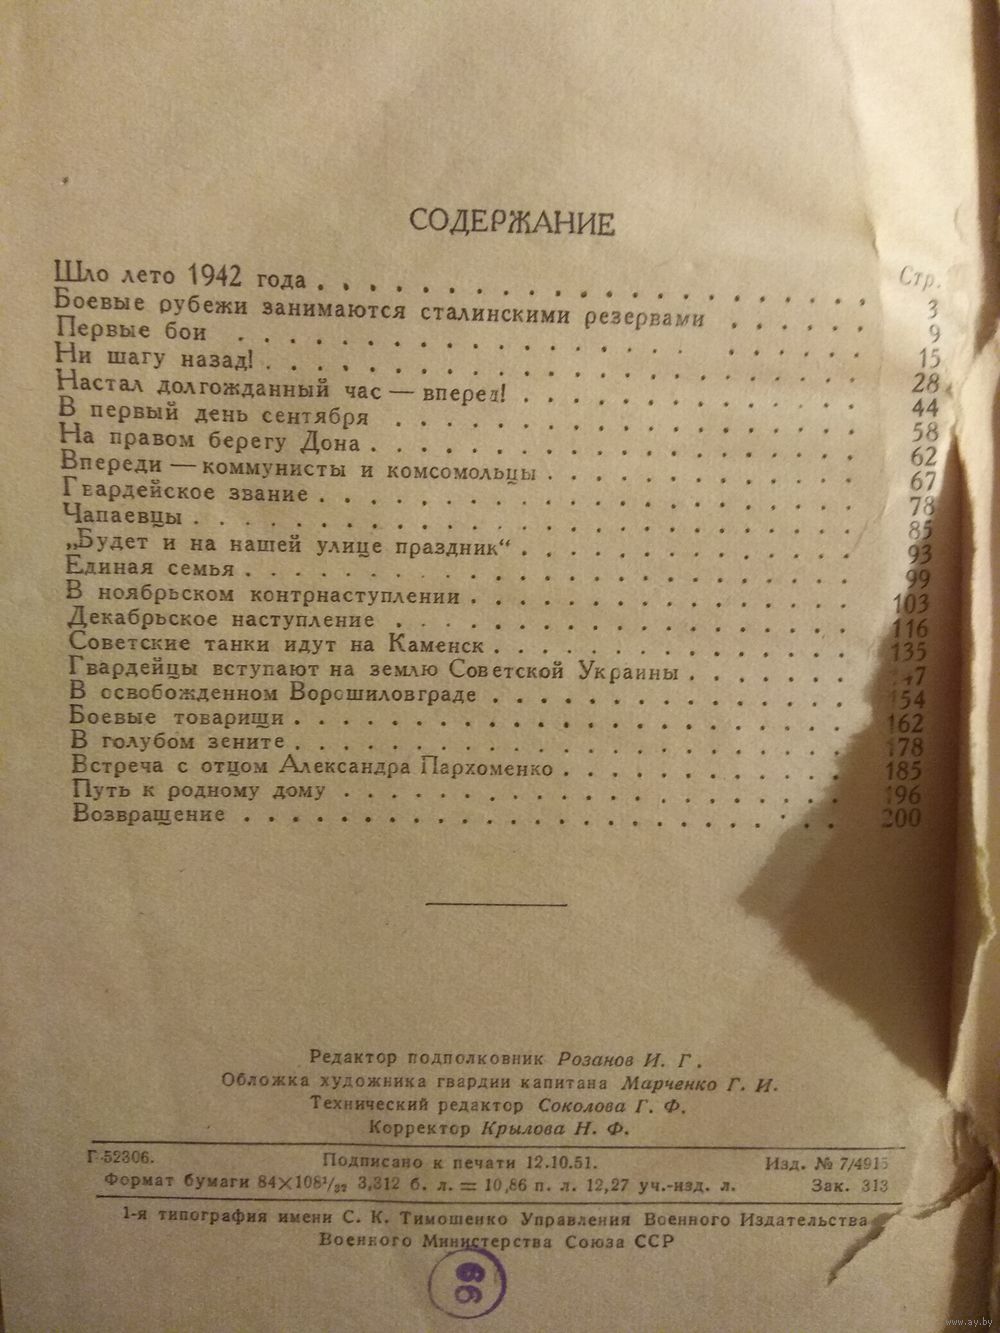 СОДЕРЖАНИЕ
Стр.
Шло лето 1942 года 3
Боевые рубежи занимаются сталинскими резервами 9
Первые бои 15
Ни шагу назад! 28
Настал долгожданный час — вперед! 44
В первый день сентября 58
На правом берегу Дона 62
Впереди — коммунисты и комсомольцы 67
Гвардейское звание 78
Чапаевцы 85
„Будет и на нашей улице праздник“ 93
Единая семья 99
В ноябрьском контрнаступлении 103
Декабрьское наступление 116
Советские танки идут на Каменск 135
Гвардейцы вступают на землю Советской Украины
В освобожденном Ворошиловграде 154
Боевые товарищи 162
В голубом зените 178
Встреча с отцом Александра Пархоменко 185
Путь к родному дому 196
Возвращение 200
Редактор подполковник Розанов И. Г.
Обложка художника гвардии капитана Марченко Г. И.
Технический редактор Соколова Г. Ф.
Корректор Крылова Н. Ф.
Г-52306. Подписано к печати 12.10.51. Изд. № 7/4915
Формат бумаги 84×108¹/₃₂ 3,312 б. л. = 10,86 п. л. 12,27 уч.-изд. л. Зак. 313
1-я типография имени С. К. Тимошенко Управления Военного Издательства
Военного Министерства Союза ССР
www.ay.by